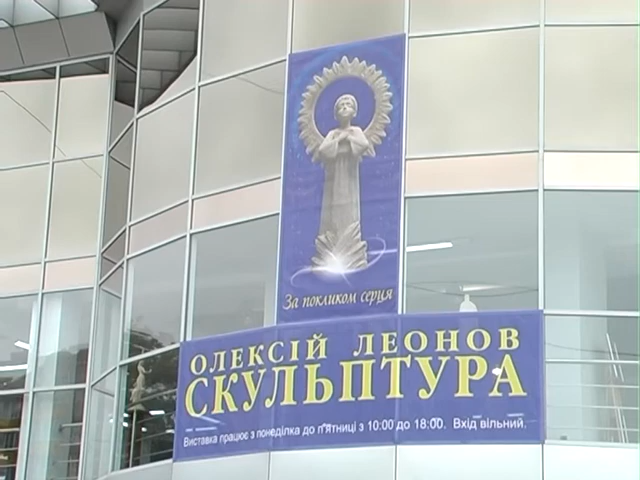 За покликом серця
ОЛЕКСІЙ ЛЕОНОВ
СКУЛЬПТУРА
Виставка працює з понеділка до п'ятниці з 10:00 до 18:00. Вхід вільний.